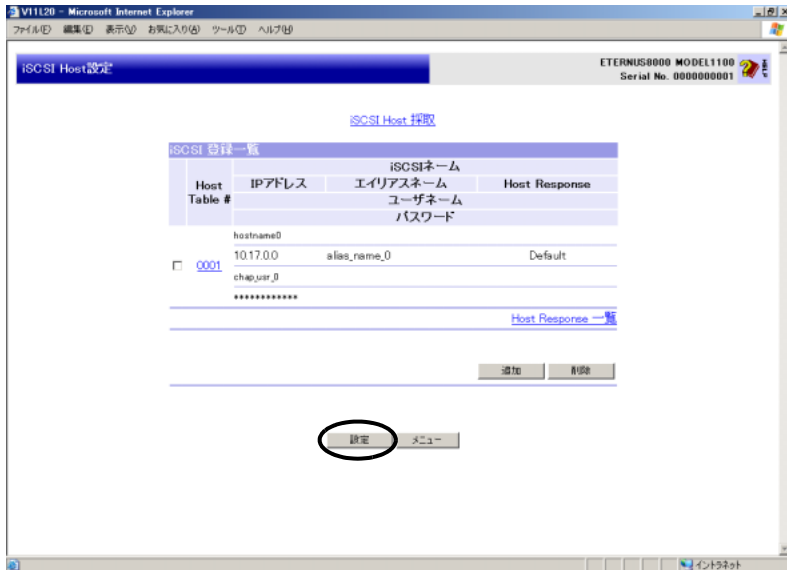 V11L20 - Microsoft Internet Explorer
ファイル(F) 編集(E) 表示(V) お気に入り(A) ツール(T) ヘルプ(H)
iSCSI Host設定
ETERNUS8000 MODEL1100
Serial No. 0000000001
HELP
iSCSI Host 採取
iSCSI 登録一覧
Host Table #
IPアドレス
iSCSIネーム
エイリアスネーム
ユーザネーム
パスワード
Host Response
hostname0
0001
10.17.0.0 alias_name_0 Default
chap_usr_0
************
Host Response 一覧
追加 削除
設定 メニュー
イントラネット